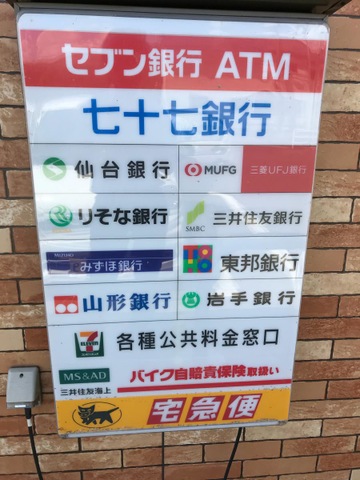 セブン銀行 ATM
七十七銀行
仙台銀行
MUFG 三菱UFJ銀行
りそな銀行
SMBC 三井住友銀行
MIZUHO みずほ銀行
東邦銀行
山形銀行
岩手銀行
7 ELEVEn 各種公共料金窓口
MS&AD 三井住友海上
バイク自賠責保険取扱い
宅急便